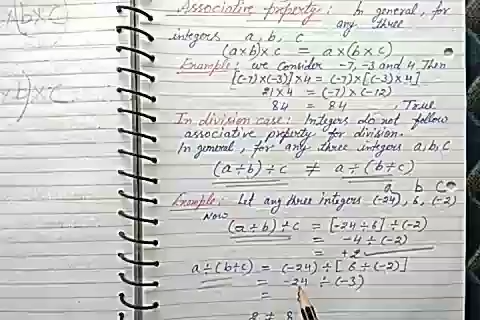 A(b×c)
×b)×c
Associative property: In general, for
any three
integers a, b, c
(a×b)×c = a×(b×c)
Example: we consider -7, -3 and 4. Then
[(-7)×(-3)]×4 = (-7)×[(-3)×4]
21×4 = (-7)×(-12)
84 = 84 , True
In division case: Integers do not follow
associative property for division.
In general, for any three integers a, b, c
(a÷b)÷c ≠ a÷(b÷c)
a b c
Example: Let any three integers (-24), 6, (-2)
Now
(a÷b)÷c = [-24÷6]÷(-2)
= -4÷(-2)
= +2
a÷(b÷c) = (-24)÷[6÷(-2)]
= -24÷(-3)
= 8